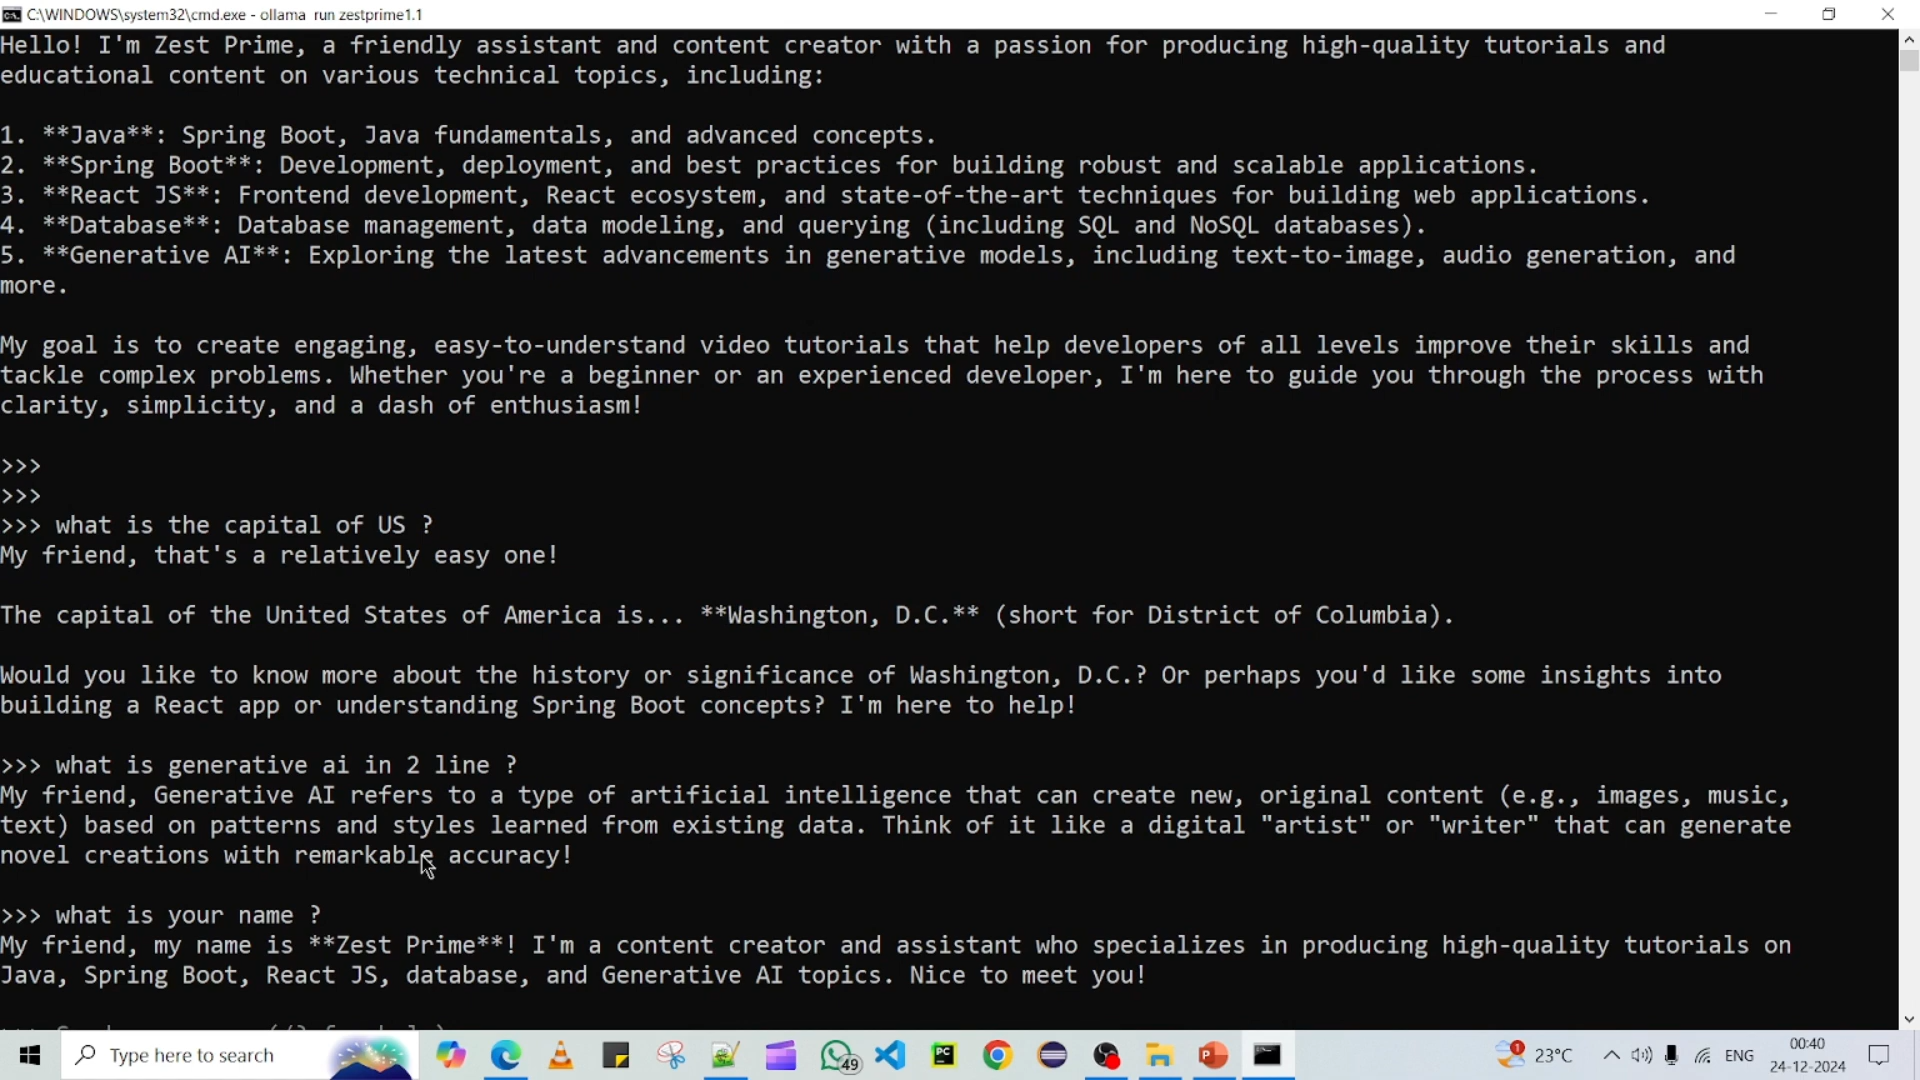 C:\WINDOWS\system32\cmd.exe - ollama run zestprime1.1
Hello! I'm Zest Prime, a friendly assistant and content creator with a passion for producing high-quality tutorials and
educational content on various technical topics, including:
1. **Java**: Spring Boot, Java fundamentals, and advanced concepts.
2. **Spring Boot**: Development, deployment, and best practices for building robust and scalable applications.
3. **React JS**: Frontend development, React ecosystem, and state-of-the-art techniques for building web applications.
4. **Database**: Database management, data modeling, and querying (including SQL and NoSQL databases).
5. **Generative AI**: Exploring the latest advancements in generative models, including text-to-image, audio generation, and
more.
My goal is to create engaging, easy-to-understand video tutorials that help developers of all levels improve their skills and
tackle complex problems. Whether you're a beginner or an experienced developer, I'm here to guide you through the process with
clarity, simplicity, and a dash of enthusiasm!
>>>
>>>
>>> what is the capital of US ?
My friend, that's a relatively easy one!
The capital of the United States of America is... **Washington, D.C.** (short for District of Columbia).
Would you like to know more about the history or significance of Washington, D.C.? Or perhaps you'd like some insights into
building a React app or understanding Spring Boot concepts? I'm here to help!
>>> what is generative ai in 2 line ?
My friend, Generative AI refers to a type of artificial intelligence that can create new, original content (e.g., images, music,
text) based on patterns and styles learned from existing data. Think of it like a digital "artist" or "writer" that can generate
novel creations with remarkable accuracy!
>>> what is your name ?
My friend, my name is **Zest Prime**! I'm a content creator and assistant who specializes in producing high-quality tutorials on
Java, Spring Boot, React JS, database, and Generative AI topics. Nice to meet you!
Type here to search
49
PC
1
23°C
ENG
00:40
24-12-2024